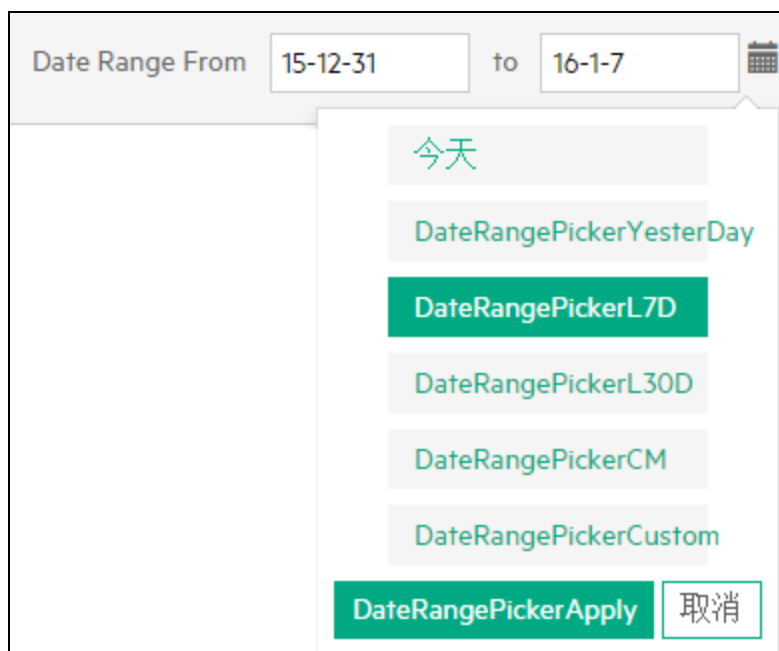 Date Range From 15-12-31 to 16-1-7
今天
DateRangePickerYesterDay
DateRangePickerL7D
DateRangePickerL30D
DateRangePickerCM
DateRangePickerCustom
DateRangePickerApply 取消